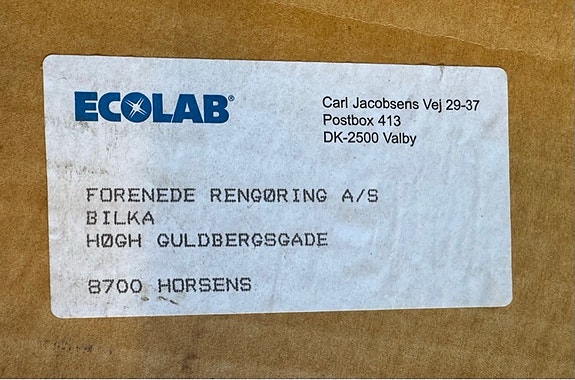 ECOLAB®
Carl Jacobsens Vej 29-37
Postbox 413
DK-2500 Valby
FORENEDE RENGØRING A/S
BILKA
HØGH GULDBERGSGADE
8700 HORSENS